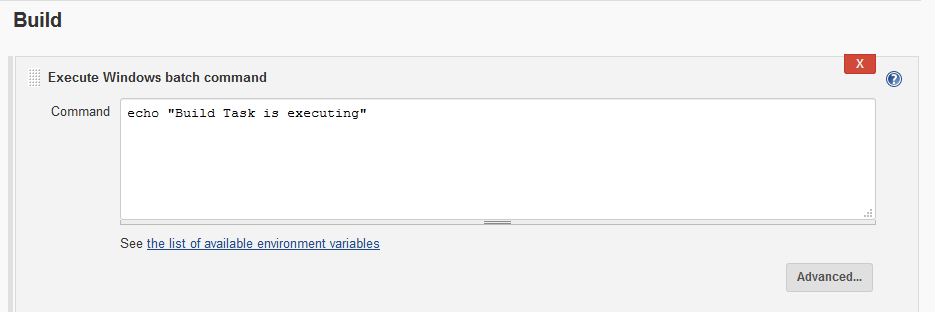 Build
X
Execute Windows batch command
?
Command
echo "Build Task is executing"
See the list of available environment variables
Advanced...